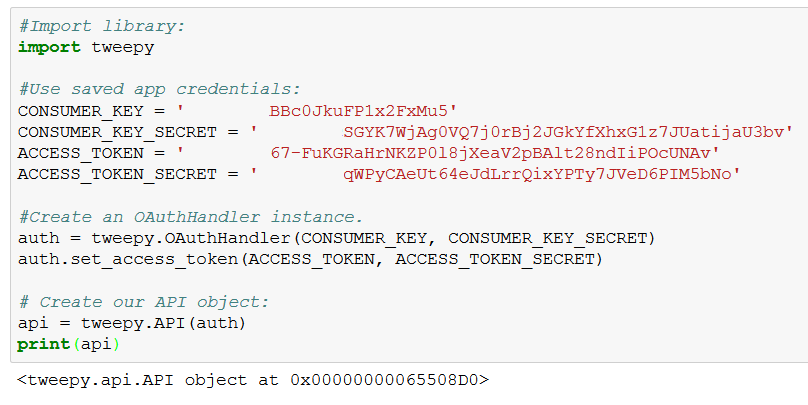 #Import library:
import tweepy
#Use saved app credentials:
CONSUMER_KEY = '        BBc0JkuFP1x2FxMu5'
CONSUMER_KEY_SECRET = '        SGYK7WjAg0VQ7j0rBj2JGkYfXhxG1z7JUatijaU3bv'
ACCESS_TOKEN = '        67-FuKGRaHrNKZP0l8jXeaV2pBAlt28ndIiPOcUNAv'
ACCESS_TOKEN_SECRET = '        qWPyCAeUt64eJdLrrQixYPTy7JVeD6PIM5bNo'
#Create an OAuthHandler instance.
auth = tweepy.OAuthHandler(CONSUMER_KEY, CONSUMER_KEY_SECRET)
auth.set_access_token(ACCESS_TOKEN, ACCESS_TOKEN_SECRET)
# Create our API object:
api = tweepy.API(auth)
print(api)
<tweepy.api.API object at 0x00000000065508D0>